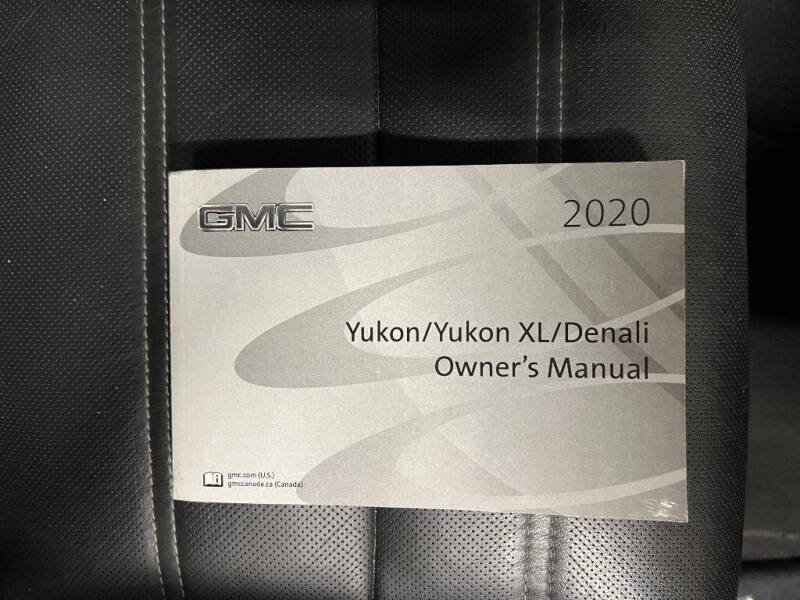 GMC
2020
Yukon/Yukon XL/Denali
Owner's Manual
gmc.com (U.S.)
gmccanada.ca (Canada)